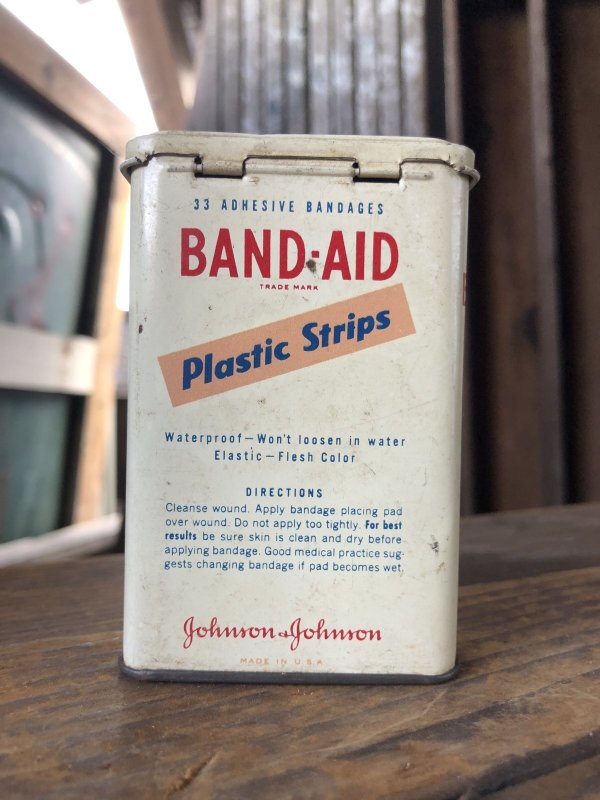 33 ADHESIVE BANDAGES
BAND-AID
TRADE MARK
Plastic Strips
Waterproof—Won't loosen in water
Elastic—Flesh Color
DIRECTIONS
Cleanse wound. Apply bandage placing pad
over wound. Do not apply too tightly. For best
results be sure skin is clean and dry before
applying bandage. Good medical practice sug-
gests changing bandage if pad becomes wet.
Johnson & Johnson
MADE IN U.S.A.